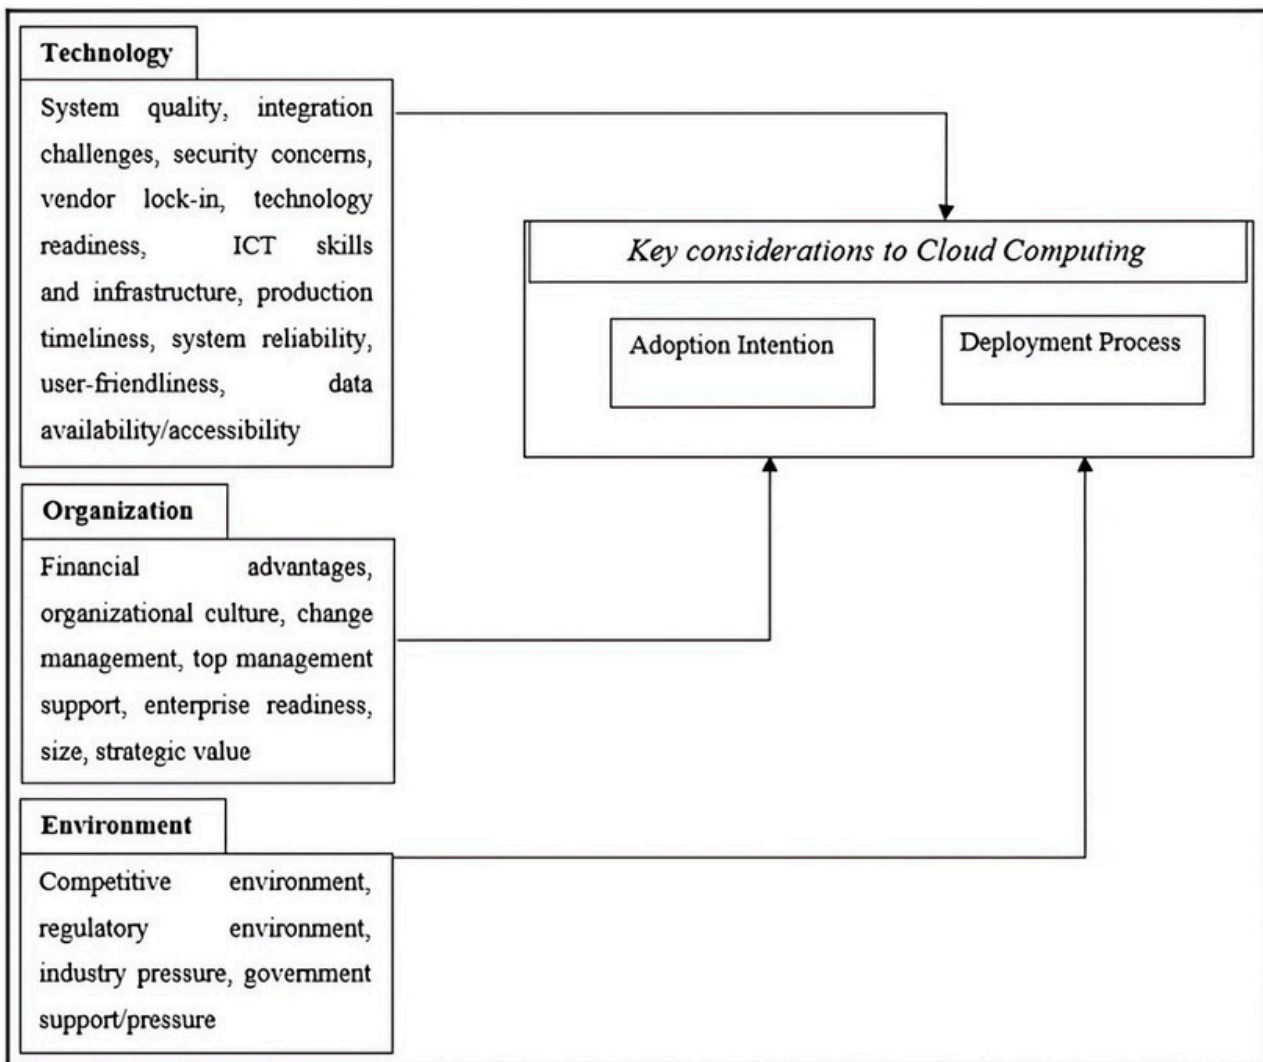 Technology
System quality, integration
challenges, security concerns,
vendor lock-in, technology
readiness, ICT skills
and infrastructure, production
timeliness, system reliability,
user-friendliness, data
availability/accessibility
Key considerations to Cloud Computing
Adoption Intention
Deployment Process
Organization
Financial advantages,
organizational culture, change
management, top management
support, enterprise readiness,
size, strategic value
Environment
Competitive environment,
regulatory environment,
industry pressure, government
support/pressure